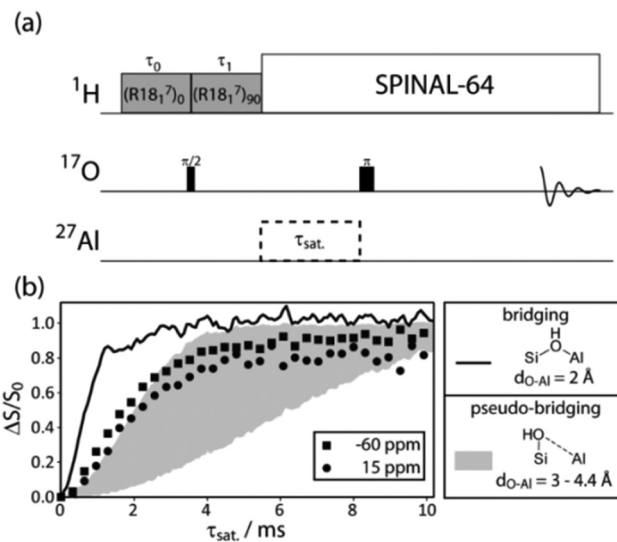 (a)
τ0 τ1
1H (R18₁⁷)₀ (R18₁⁷)₉₀ SPINAL-64
17O π/2 π
27Al τsat.
(b)
ΔS/S₀
1.0
0.8
0.6
0.4
0.2
0.0
0 2 4 6 8 10
τsat. / ms
-60 ppm
15 ppm
bridging
H
O
Si Al
dO-Al = 2 Å
pseudo-bridging
HO
Si Al
dO-Al = 3 - 4.4 Å